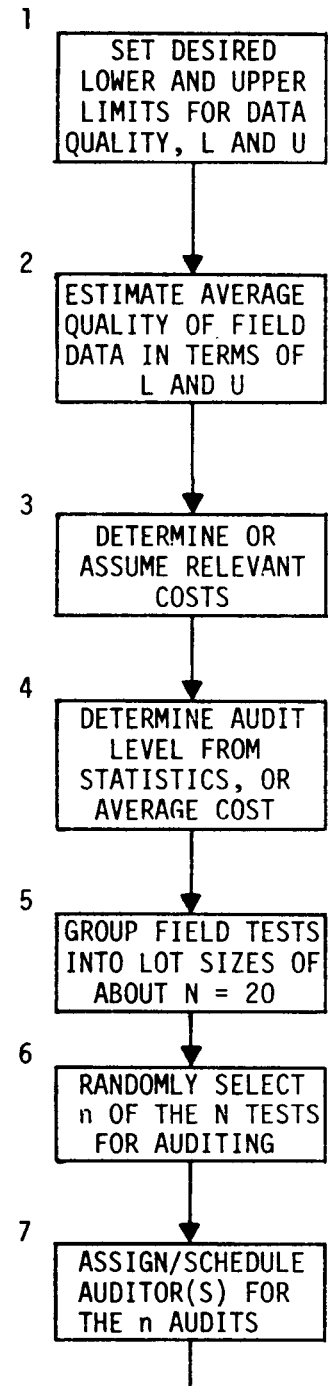 1
SET DESIRED
LOWER AND UPPER
LIMITS FOR DATA
QUALITY, L AND U
2
ESTIMATE AVERAGE
QUALITY OF FIELD
DATA IN TERMS OF
L AND U
3
DETERMINE OR
ASSUME RELEVANT
COSTS
4
DETERMINE AUDIT
LEVEL FROM
STATISTICS, OR
AVERAGE COST
5
GROUP FIELD TESTS
INTO LOT SIZES OF
ABOUT N = 20
6
RANDOMLY SELECT
n OF THE N TESTS
FOR AUDITING
7
ASSIGN/SCHEDULE
AUDITOR(S) FOR
THE n AUDITS